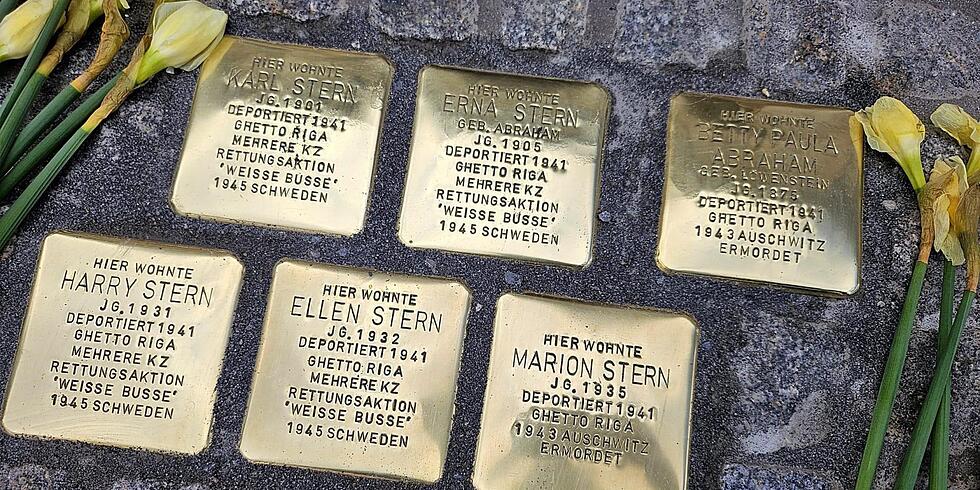 HIER WOHNTE
KARL STERN
JG. 1901
DEPORTIERT 1941
GHETTO RIGA
MEHRERE KZ
RETTUNGSAKTION
"WEISSE BUSSE"
1945 SCHWEDEN
HIER WOHNTE
ERNA STERN
GEB. ABRAHAM
JG. 1905
DEPORTIERT 1941
GHETTO RIGA
MEHRERE KZ
RETTUNGSAKTION
"WEISSE BUSSE"
1945 SCHWEDEN
HIER WOHNTE
BETTY PAULA
ABRAHAM
GEB. LÖWENSTEIN
JG. 1875
DEPORTIERT 1941
GHETTO RIGA
1943 AUSCHWITZ
ERMORDET
HIER WOHNTE
HARRY STERN
JG. 1931
DEPORTIERT 1941
GHETTO RIGA
MEHRERE KZ
RETTUNGSAKTION
"WEISSE BUSSE"
1945 SCHWEDEN
HIER WOHNTE
ELLEN STERN
JG. 1932
DEPORTIERT 1941
GHETTO RIGA
MEHRERE KZ
RETTUNGSAKTION
"WEISSE BUSSE"
1945 SCHWEDEN
HIER WOHNTE
MARION STERN
JG. 1935
DEPORTIERT 1941
GHETTO RIGA
1943 AUSCHWITZ
ERMORDET